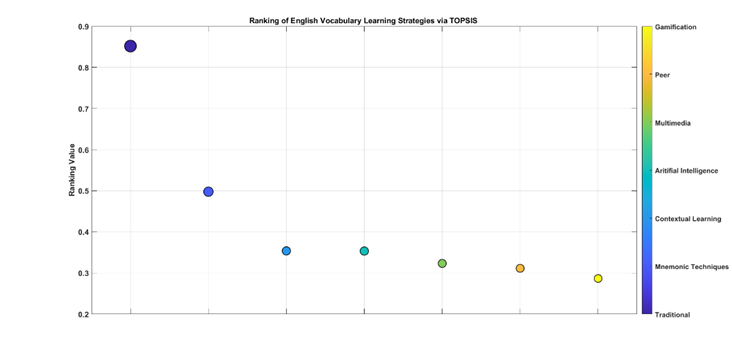 Ranking of English Vocabulary Learning Strategies via TOPSIS
Ranking Value
0.9
0.8
0.7
0.6
0.5
0.4
0.3
0.2
Gamification
Peer
Multimedia
Aritifial Intelligence
Contextual Learning
Mnemonic Techniques
Traditional